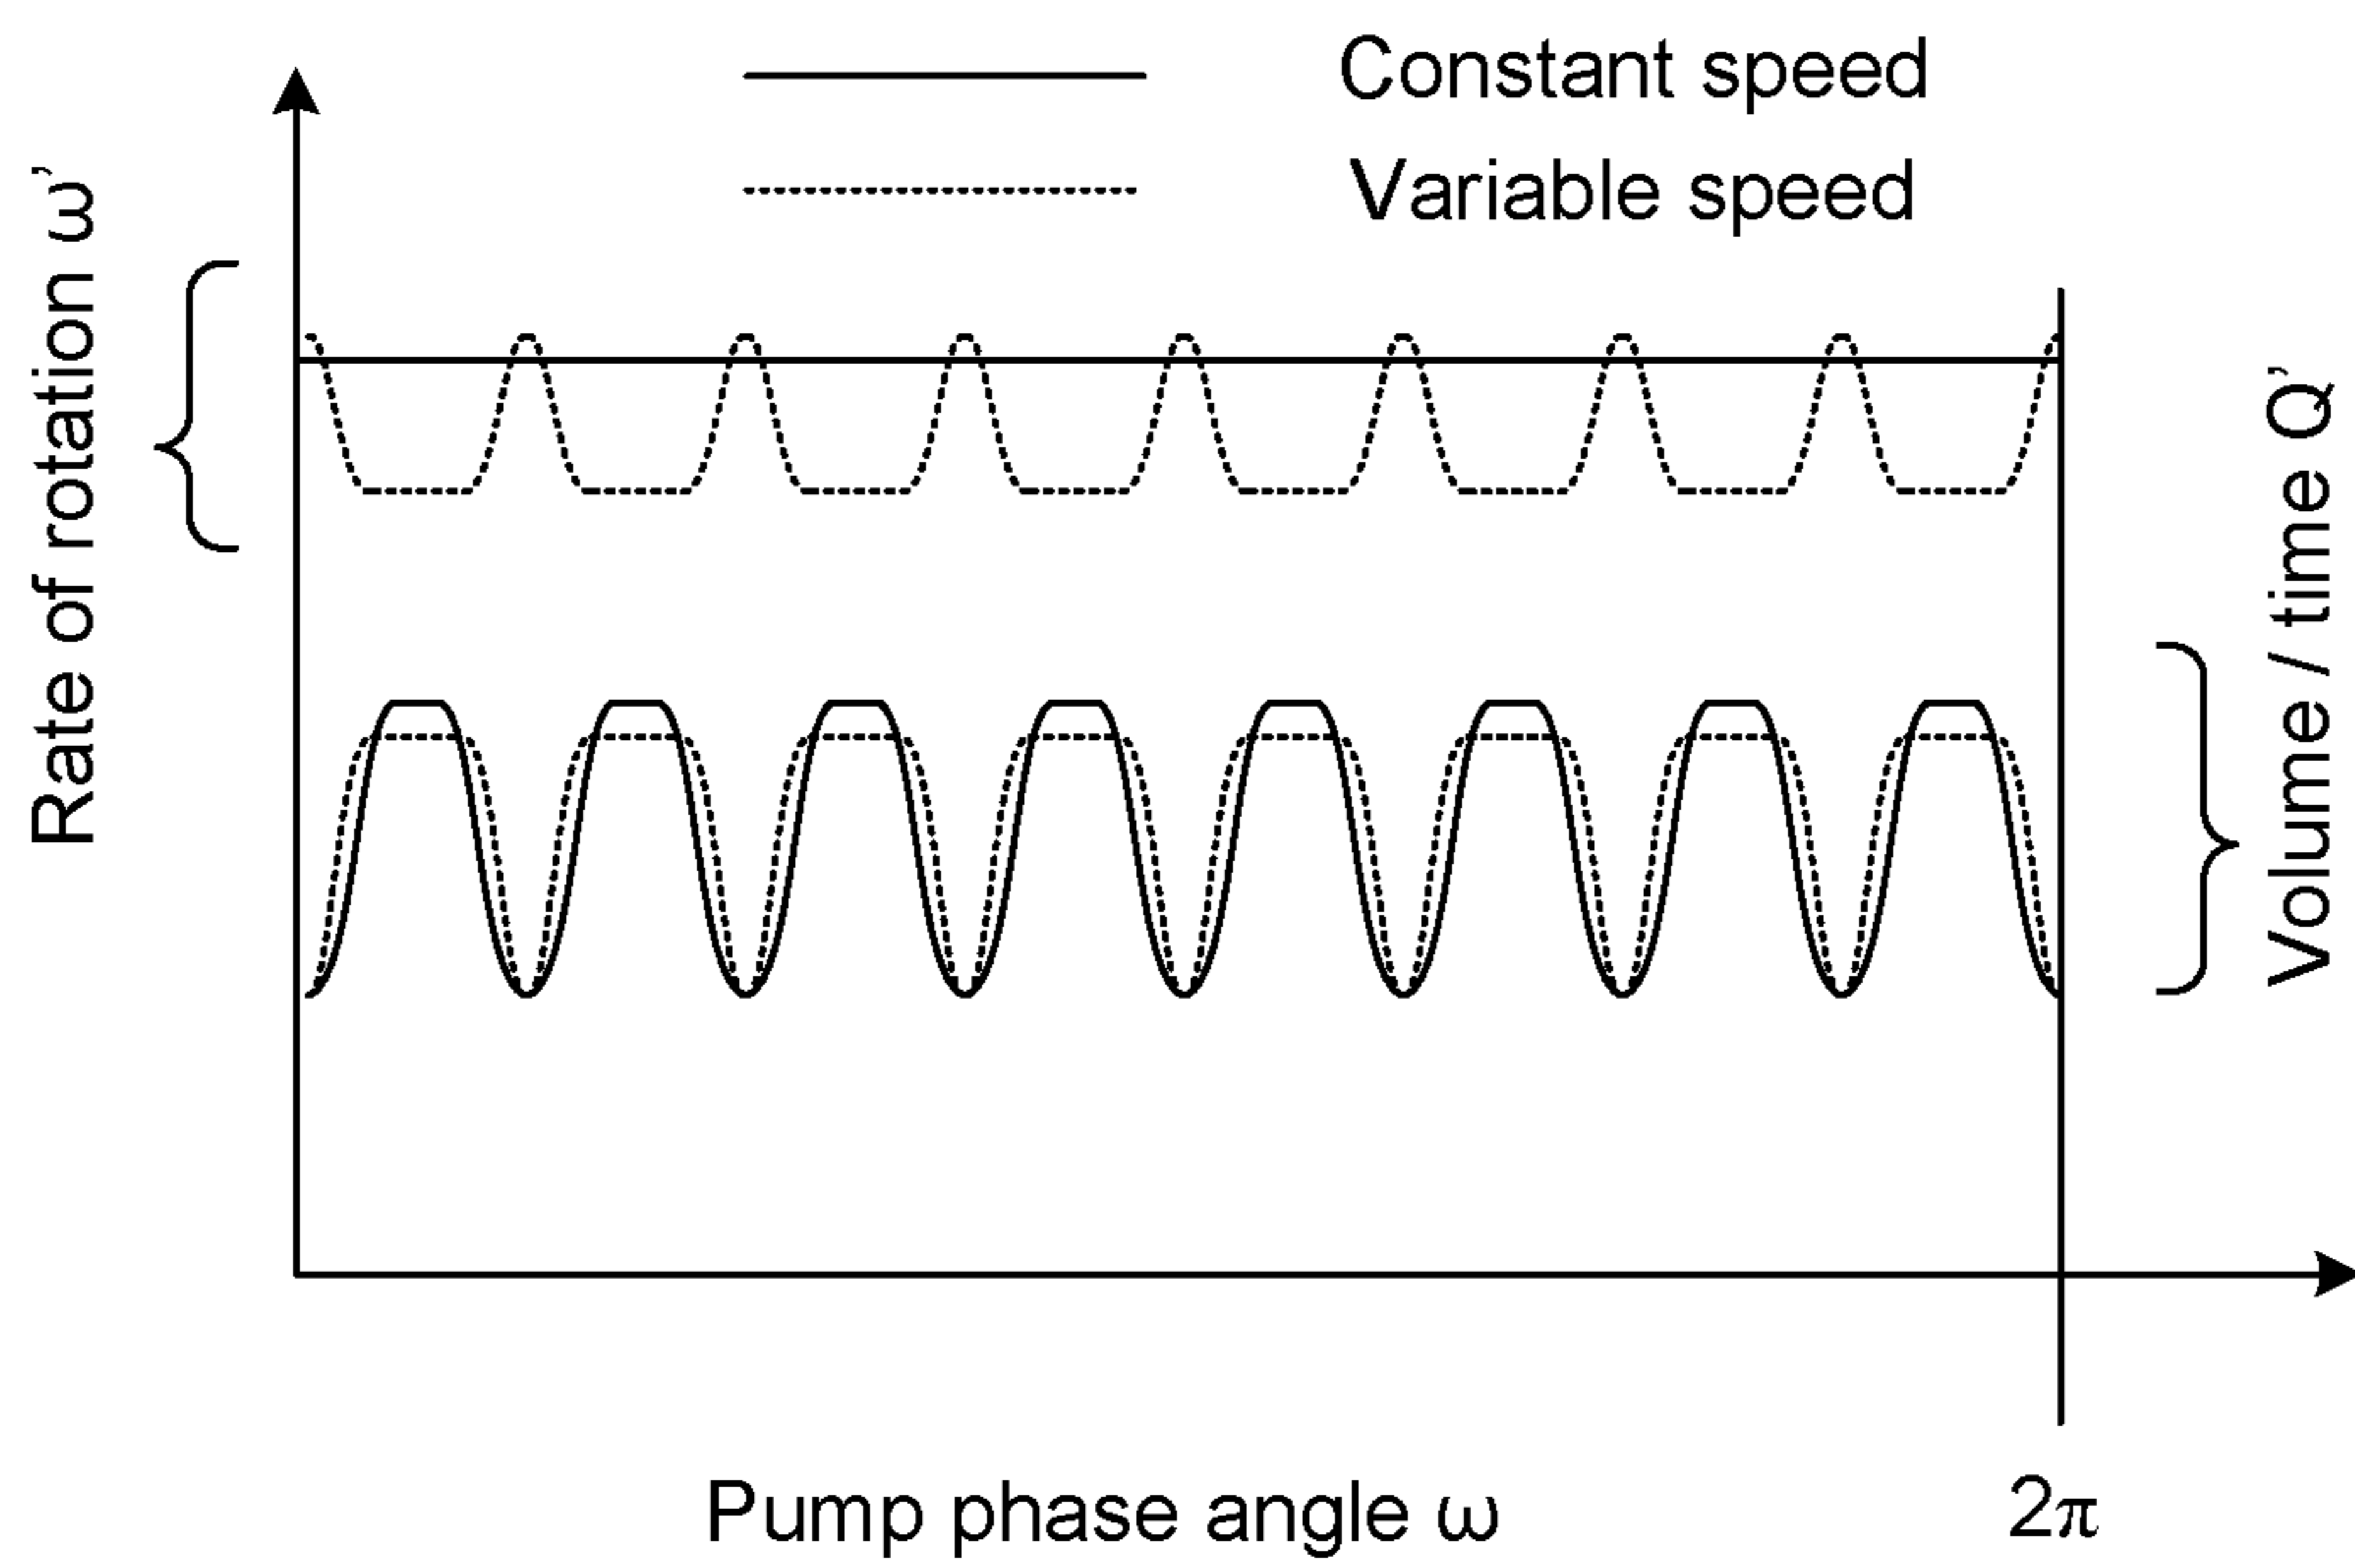 Constant speed
Variable speed
Rate of rotation ω’
Volume / time Q’
Pump phase angle ω
2π